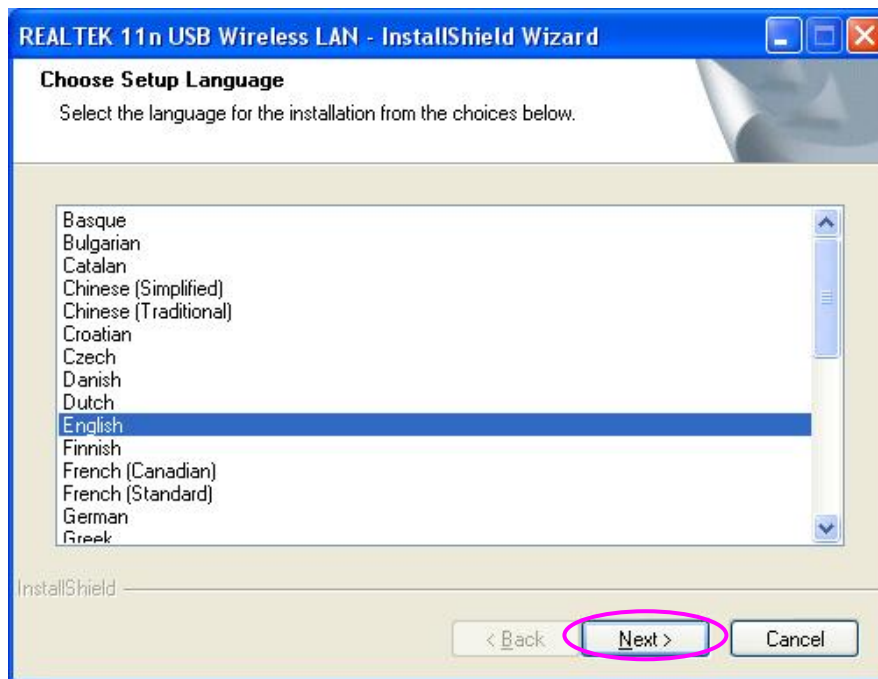 REALTEK 11n USB Wireless LAN - InstallShield Wizard
Choose Setup Language
Select the language for the installation from the choices below.
Basque
Bulgarian
Catalan
Chinese (Simplified)
Chinese (Traditional)
Croatian
Czech
Danish
Dutch
English
Finnish
French (Canadian)
French (Standard)
German
Greek
InstallShield
< Back Next > Cancel